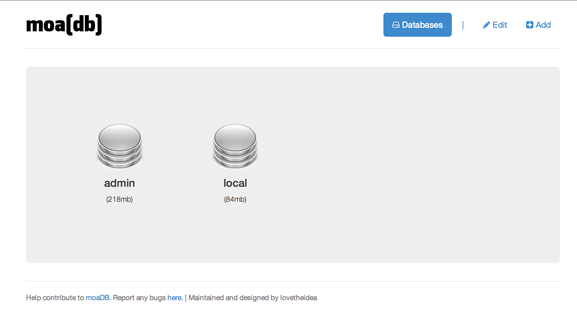 moa(db)
Databases | Edit Add
admin local
(218mb) (84mb)
Help contribute to moaDB. Report any bugs here. | Maintained and designed by lovetheidea